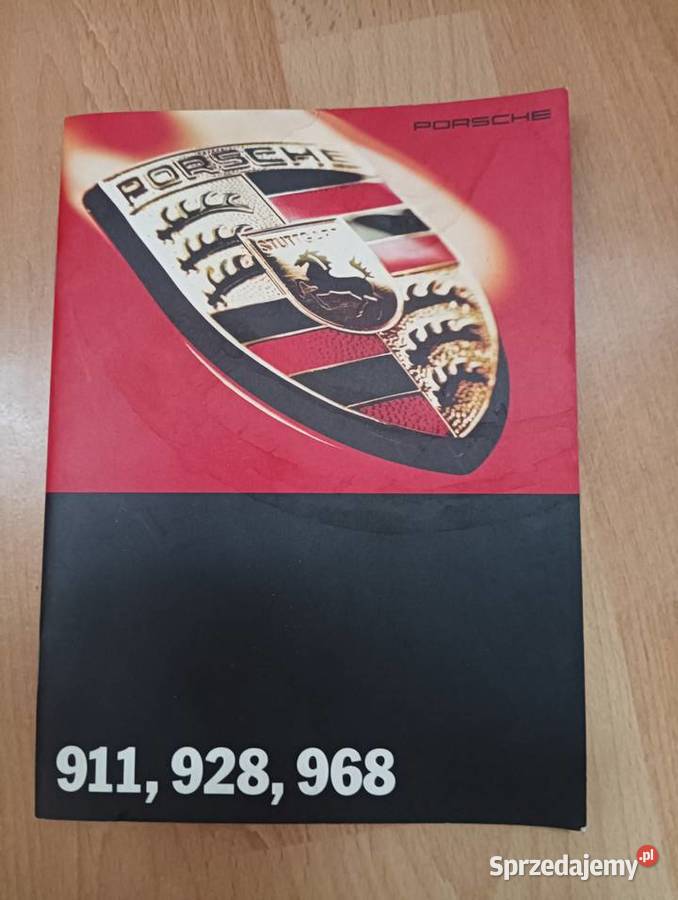 PORSCHE
PORSCHE
STUTTGART
911, 928, 968
Sprzedajemy.pl